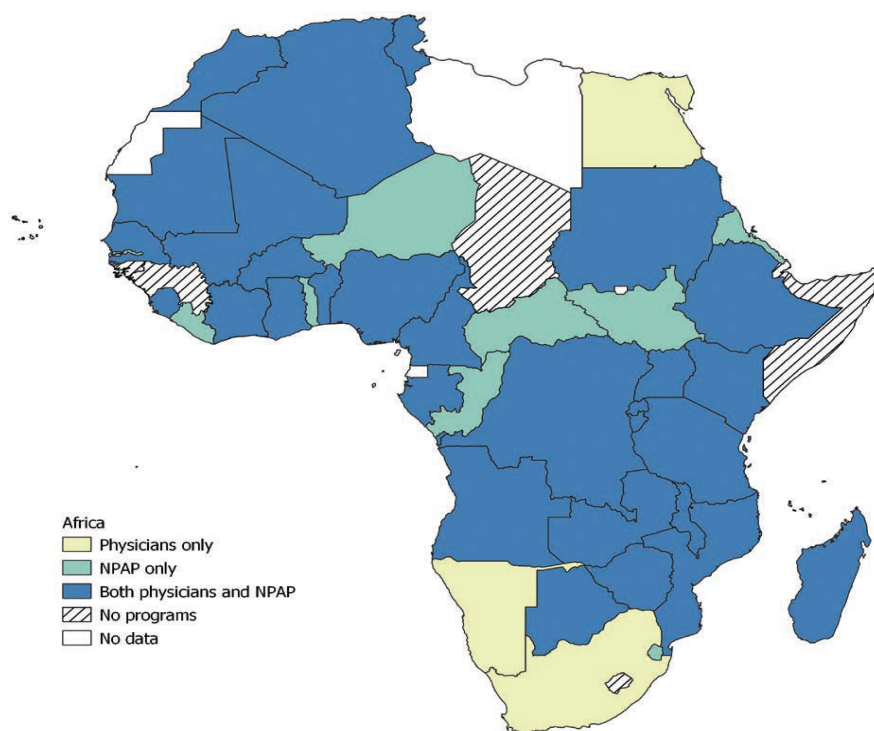 Africa
Physicians only
NPAP only
Both physicians and NPAP
No programs
No data